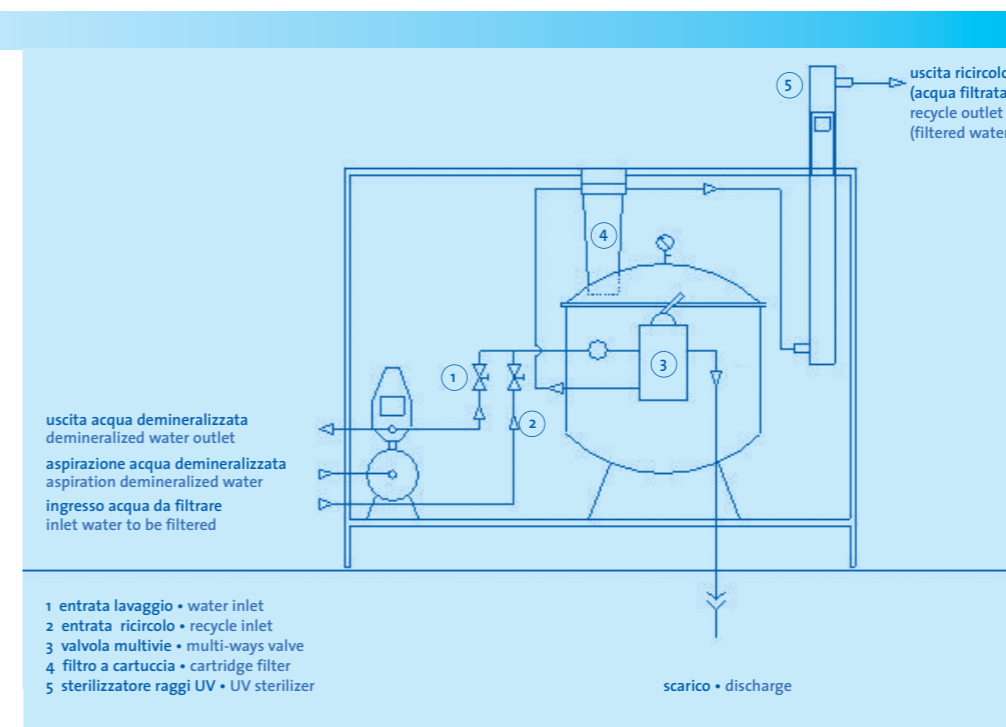 5
uscita ricircolo
(acqua filtrata
recycle outlet
(filtered water
4
3
1
2
uscita acqua demineralizzata
demineralized water outlet
aspirazione acqua demineralizzata
aspiration demineralized water
ingresso acqua da filtrare
inlet water to be filtered
1 entrata lavaggio • water inlet
2 entrata ricircolo • recycle inlet
3 valvola multivie • multi-ways valve
4 filtro a cartuccia • cartridge filter
5 sterilizzatore raggi UV • UV sterilizer
scarico • discharge